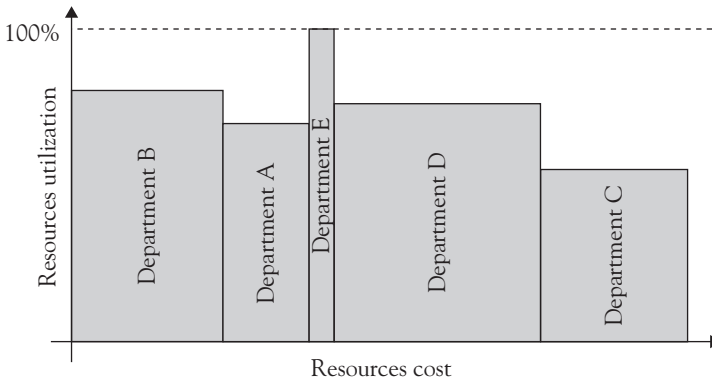 100%
Resources utilization
Department B
Department A
Department E
Department D
Department C
Resources cost